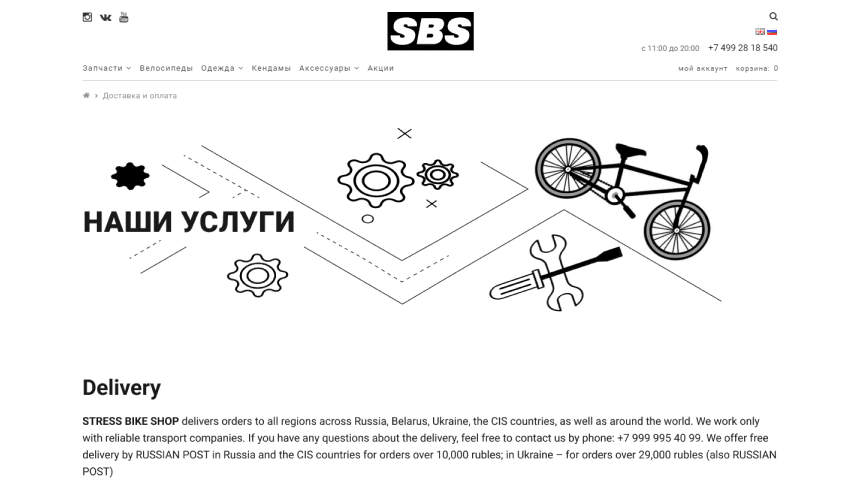 SBS
с 11:00 до 20:00 +7 499 28 18 540
Запчасти Велосипеды Одежда Кендамы Аксессуары Акции мой аккаунт корзина: 0
Доставка и оплата
НАШИ УСЛУГИ
Delivery
STRESS BIKE SHOP delivers orders to all regions across Russia, Belarus, Ukraine, the CIS countries, as well as around the world. We work only
with reliable transport companies. If you have any questions about the delivery, feel free to contact us by phone: +7 999 995 40 99. We offer free
delivery by RUSSIAN POST in Russia and the CIS countries for orders over 10,000 rubles; in Ukraine – for orders over 29,000 rubles (also RUSSIAN
POST)